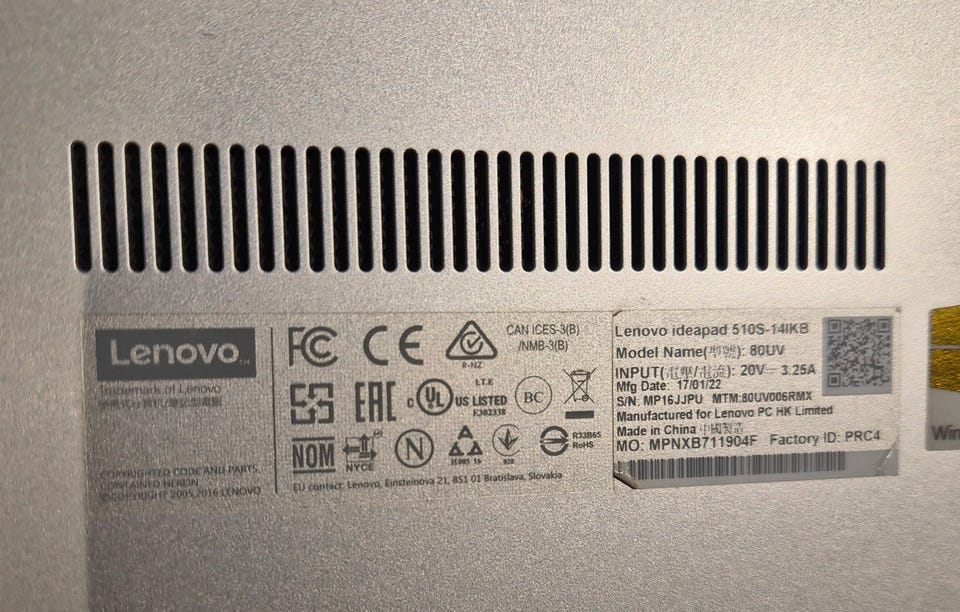 Lenovo
Trademark of Lenovo
COPYRIGHTED CODE AND PARTS
CONTAINED HEREIN
©COPYRIGHT 2005,2016 LENOVO
FC CE
R-NZ
CAN ICES-3(B)
/NMB-3(B)
EAC
c UL US LISTED
I.T.E
E302338
BC
NOM
NYCE
N
R33B65
RoHS
EU contact: Lenovo, Einsteinova 21, 851 01 Bratislava, Slovakia
Lenovo ideapad 510S-14IKB
Model Name(型號): 80UV
INPUT(電壓/電流): 20V 3.25A
Mfg Date: 17/01/22
S/N: MP16JJPU MTM:80UV006RMX
Manufactured for Lenovo PC HK Limited
Made in China 中國製造
MO: MPNXB711904F Factory ID: PRC4
Win